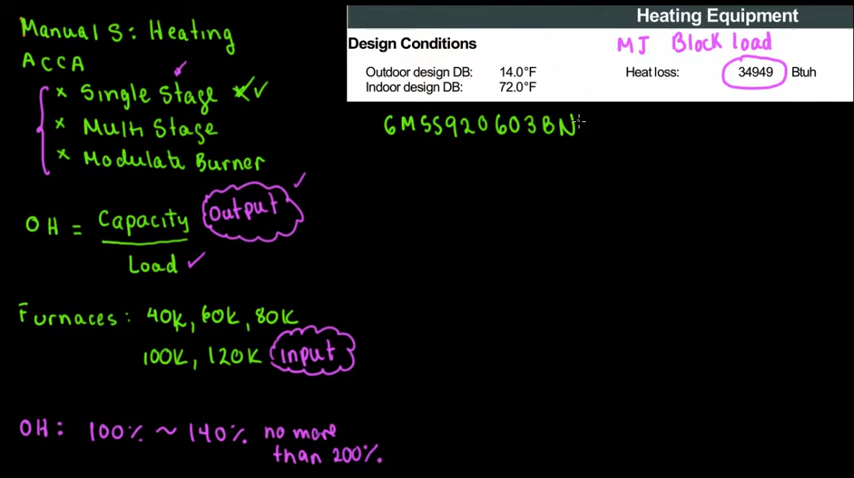 Manual S: Heating
ACCA
* Single Stage
* Multi Stage
* Modulate Burner
OH = Capacity Output
Load
Furnaces: 40K, 60K, 80K
100K, 120K input
OH: 100% ~ 140% no more
than 200%.
Heating Equipment
Design Conditions
MJ Block load
Outdoor design DB: 14.0°F
Heat loss: 34949 Btuh
Indoor design DB: 72.0°F
GMSS920603BN